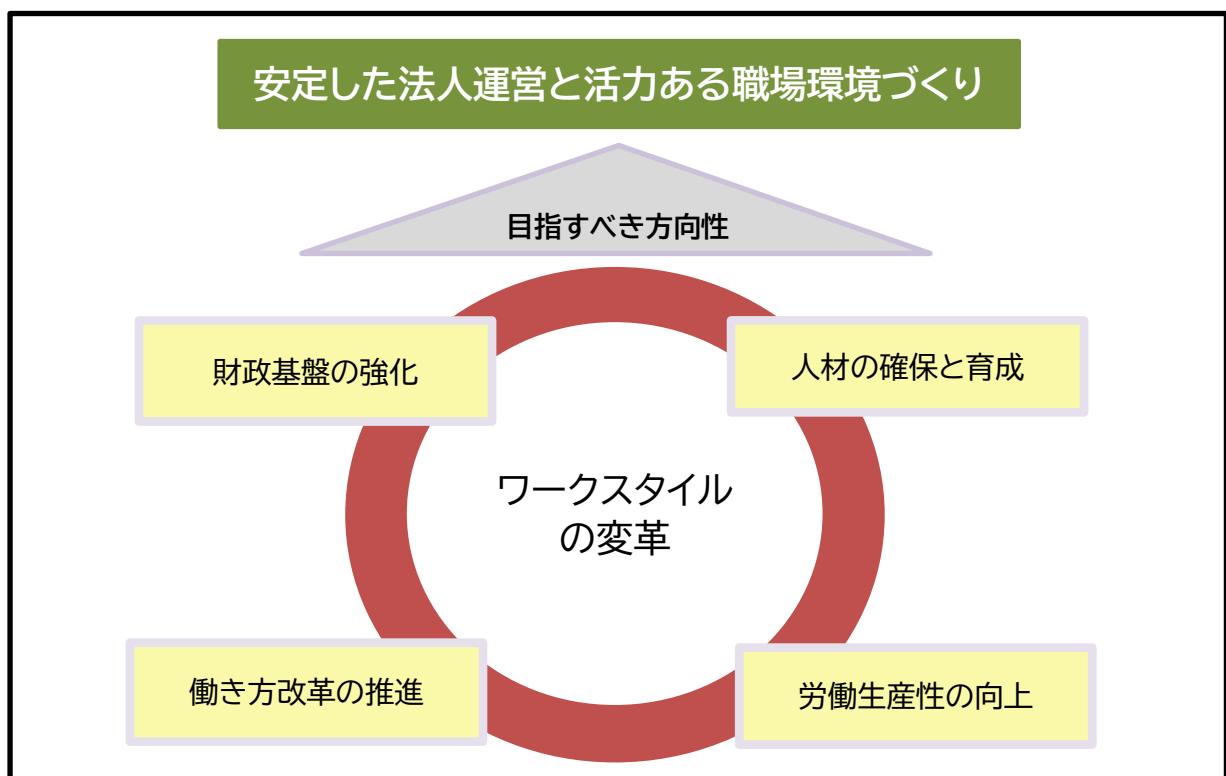 安定した法人運営と活力ある職場環境づくり
目指すべき方向性
財政基盤の強化
人材の確保と育成
ワークスタイル
の変革
働き方改革の推進
労働生産性の向上